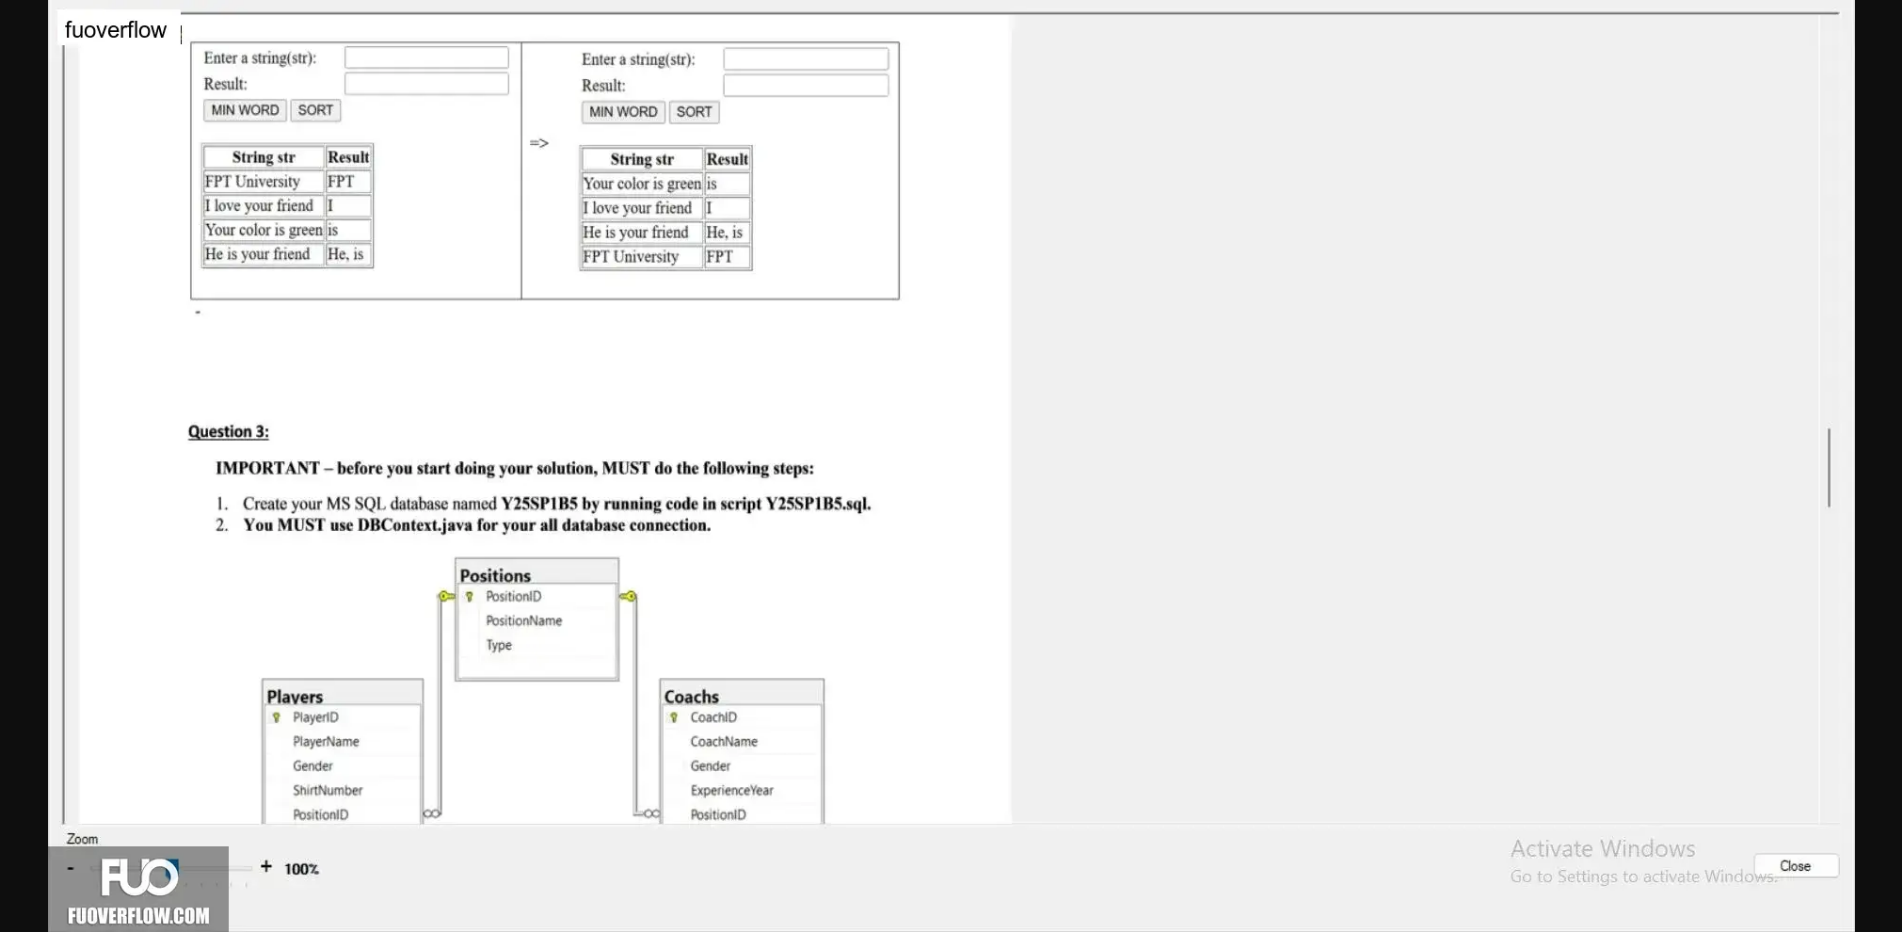 fuoverflow
Enter a string(str):
Result:
MIN WORD SORT
String str Result
FPT University FPT
I love your friend I
Your color is green is
He is your friend He, is
=>
Enter a string(str):
Result:
MIN WORD SORT
String str Result
Your color is green is
I love your friend I
He is your friend He, is
FPT University FPT
-
Question 3:
IMPORTANT – before you start doing your solution, MUST do the following steps:
1. Create your MS SQL database named Y25SP1B5 by running code in script Y25SP1B5.sql.
2. You MUST use DBContext.java for your all database connection.
Positions
PositionID
PositionName
Type
Players
PlayerID
PlayerName
Gender
ShirtNumber
PositionID
Coachs
CoachID
CoachName
Gender
ExperienceYear
PositionID
Zoom
- + 100%
FUO
FUOVERFLOW.COM
Activate Windows
Go to Settings to activate Windows.
Close